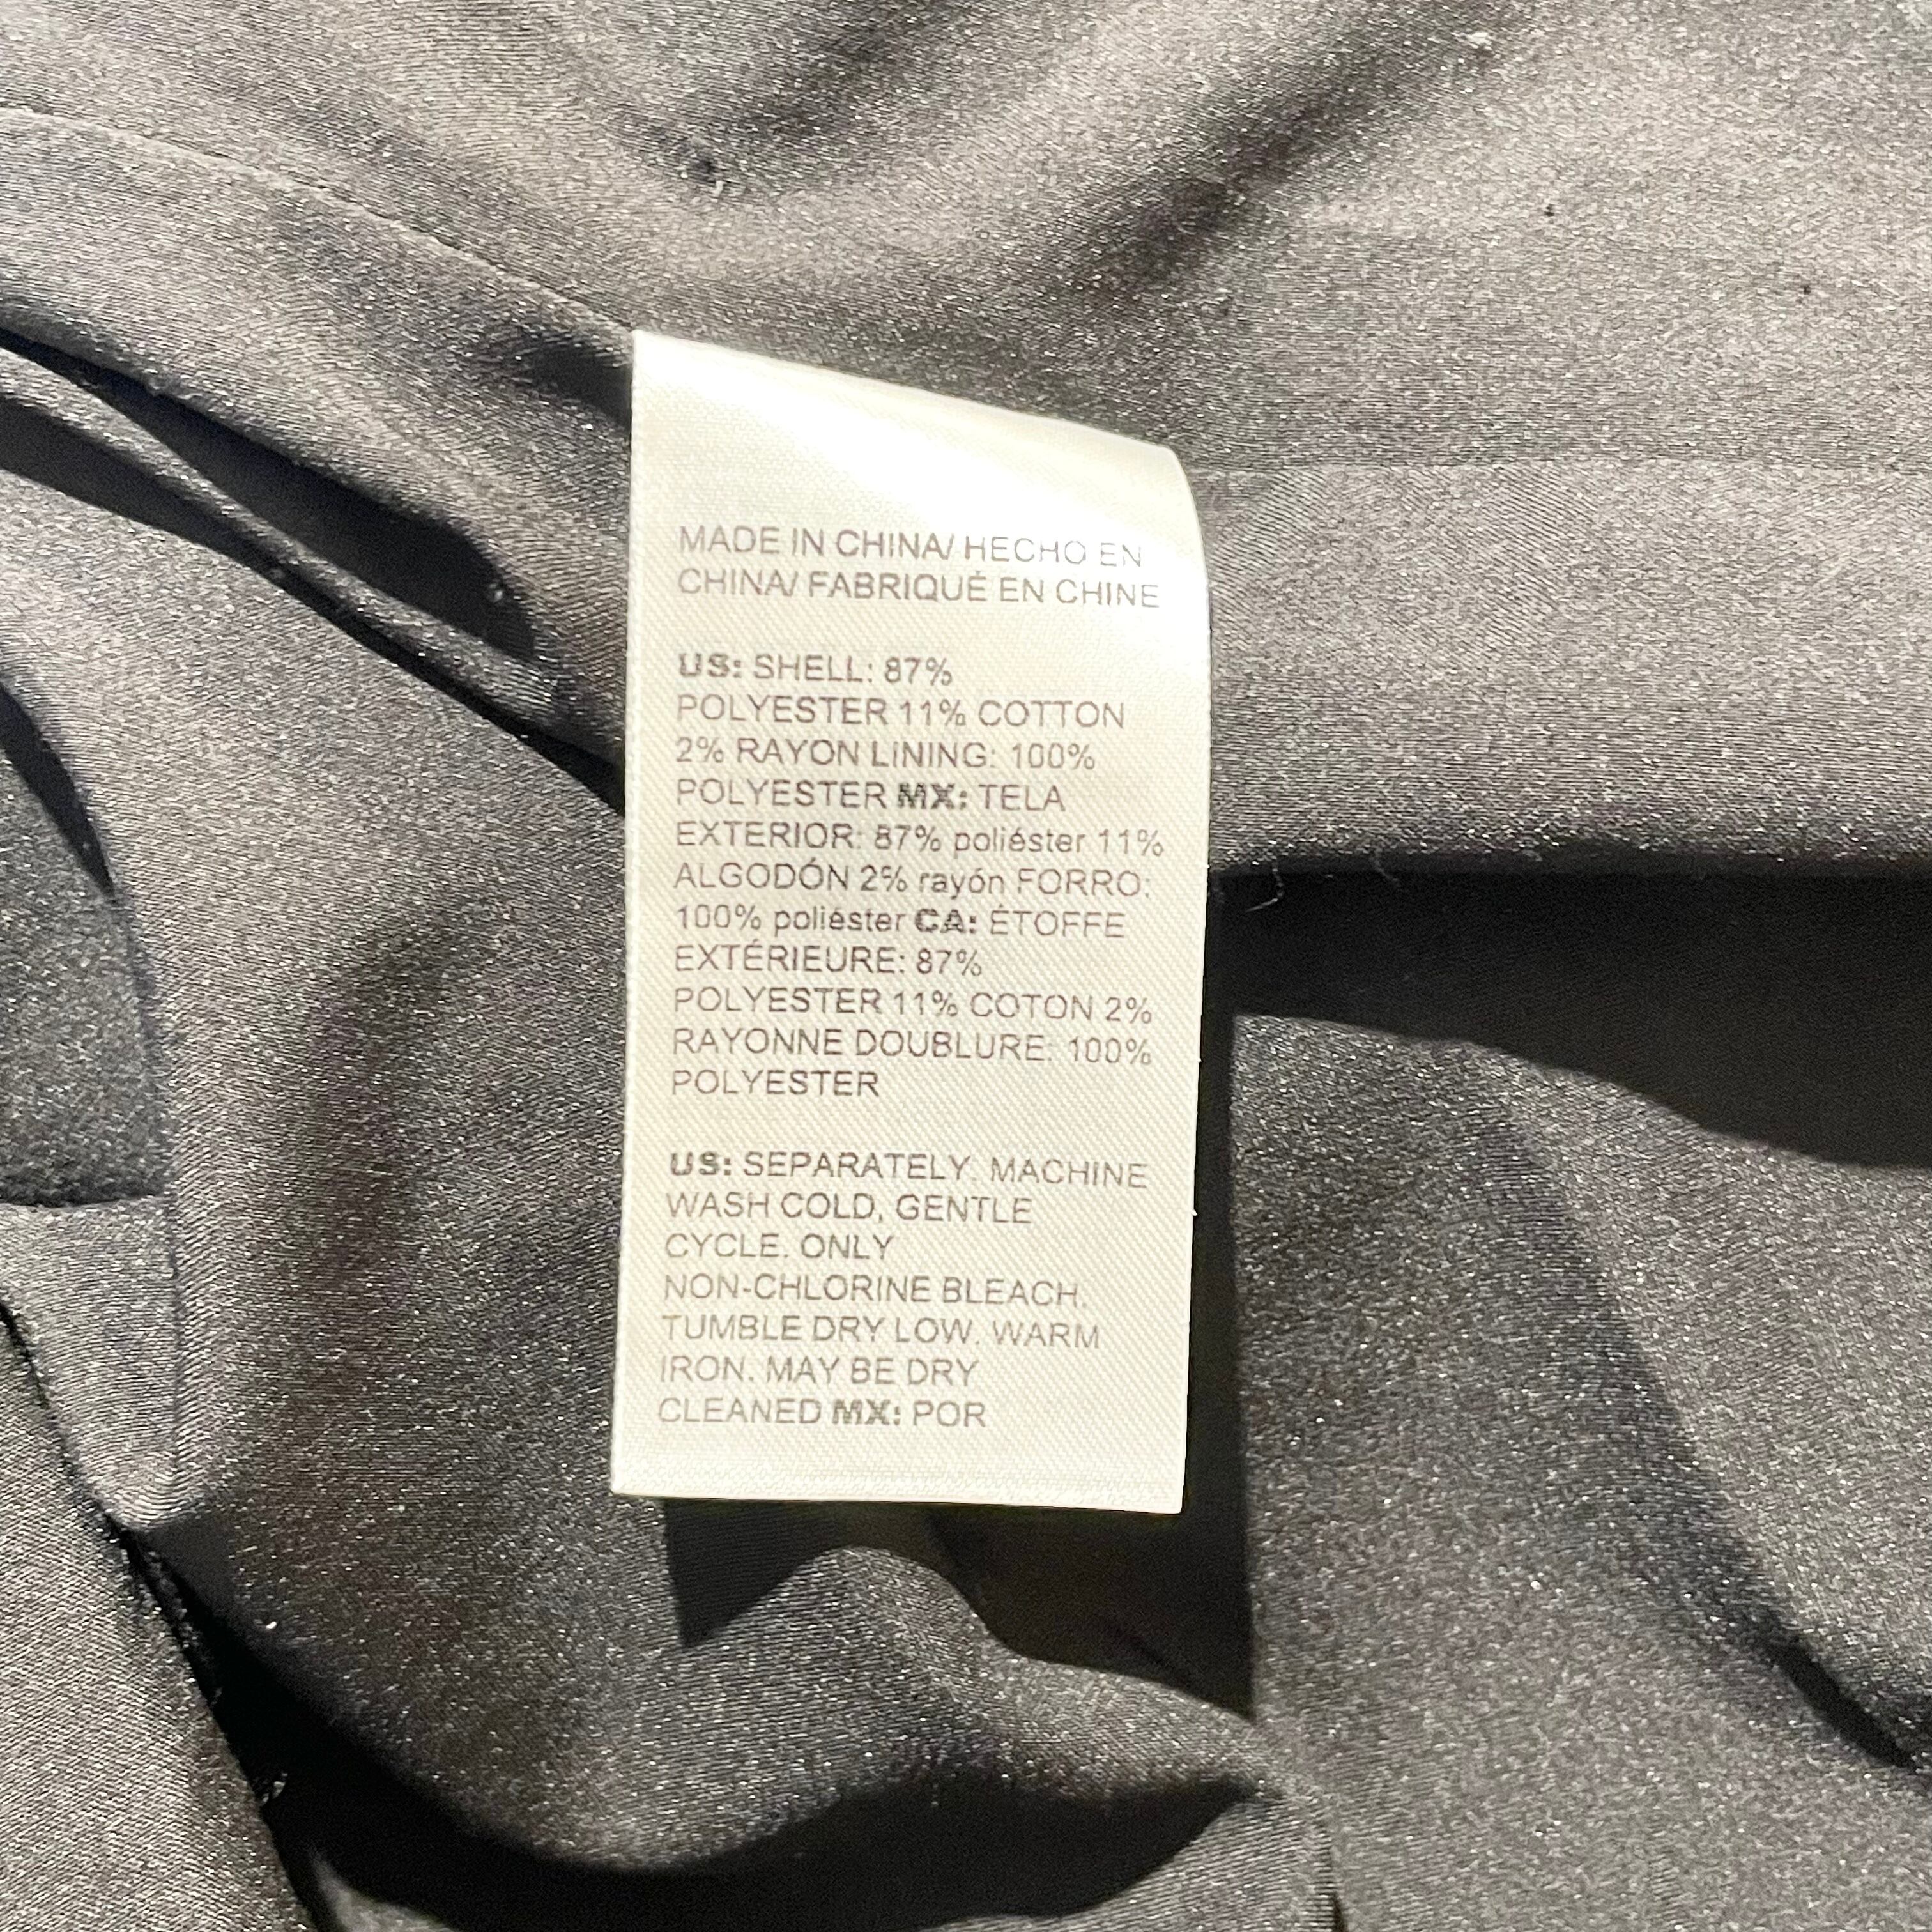 MADE IN CHINA/ HECHO EN
CHINA/ FABRIQUÉ EN CHINE
US: SHELL: 87%
POLYESTER 11% COTTON
2% RAYON LINING: 100%
POLYESTER MX: TELA
EXTERIOR: 87% poliéster 11%
ALGODÓN 2% rayón FORRO:
100% poliéster CA: ÉTOFFE
EXTÉRIEURE: 87%
POLYESTER 11% COTON 2%
RAYONNE DOUBLURE: 100%
POLYESTER
US: SEPARATELY. MACHINE
WASH COLD, GENTLE
CYCLE. ONLY
NON-CHLORINE BLEACH.
TUMBLE DRY LOW. WARM
IRON. MAY BE DRY
CLEANED MX: POR